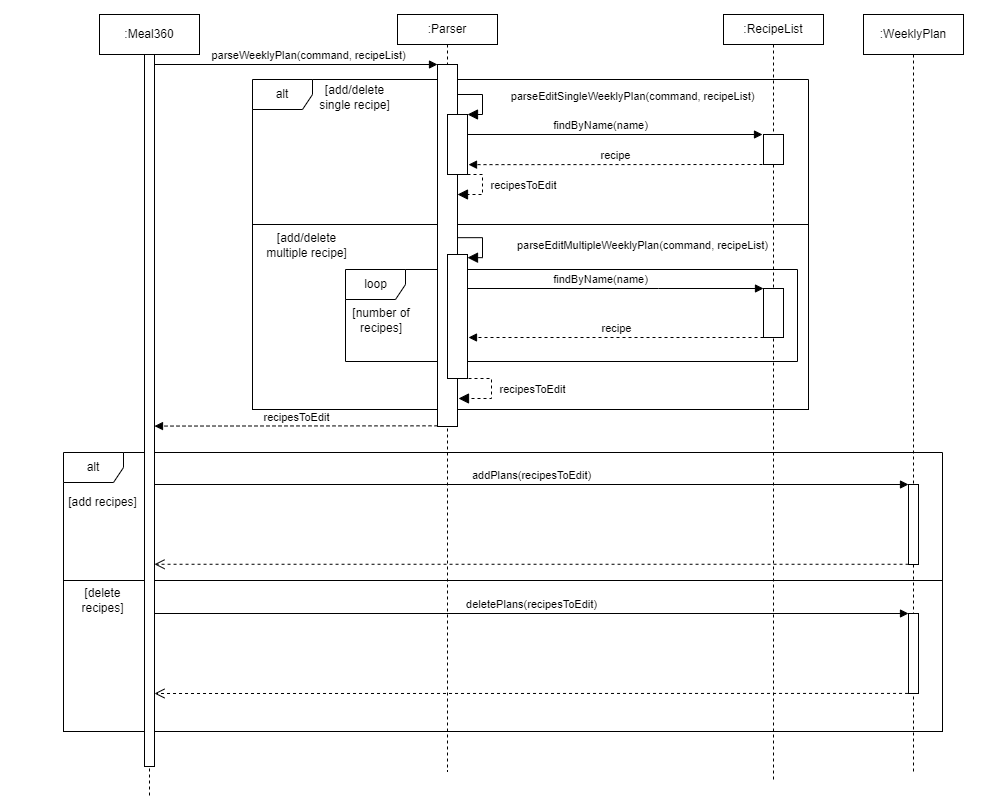 :Meal360
:Parser
:RecipeList
:WeeklyPlan
parseWeeklyPlan(command, recipeList)
alt
[add/delete
single recipe]
parseEditSingleWeeklyPlan(command, recipeList)
findByName(name)
recipe
recipesToEdit
[add/delete
multiple recipe]
parseEditMultipleWeeklyPlan(command, recipeList)
loop
[number of
recipes]
findByName(name)
recipe
recipesToEdit
recipesToEdit
alt
[add recipes]
addPlans(recipesToEdit)
[delete
recipes]
deletePlans(recipesToEdit)